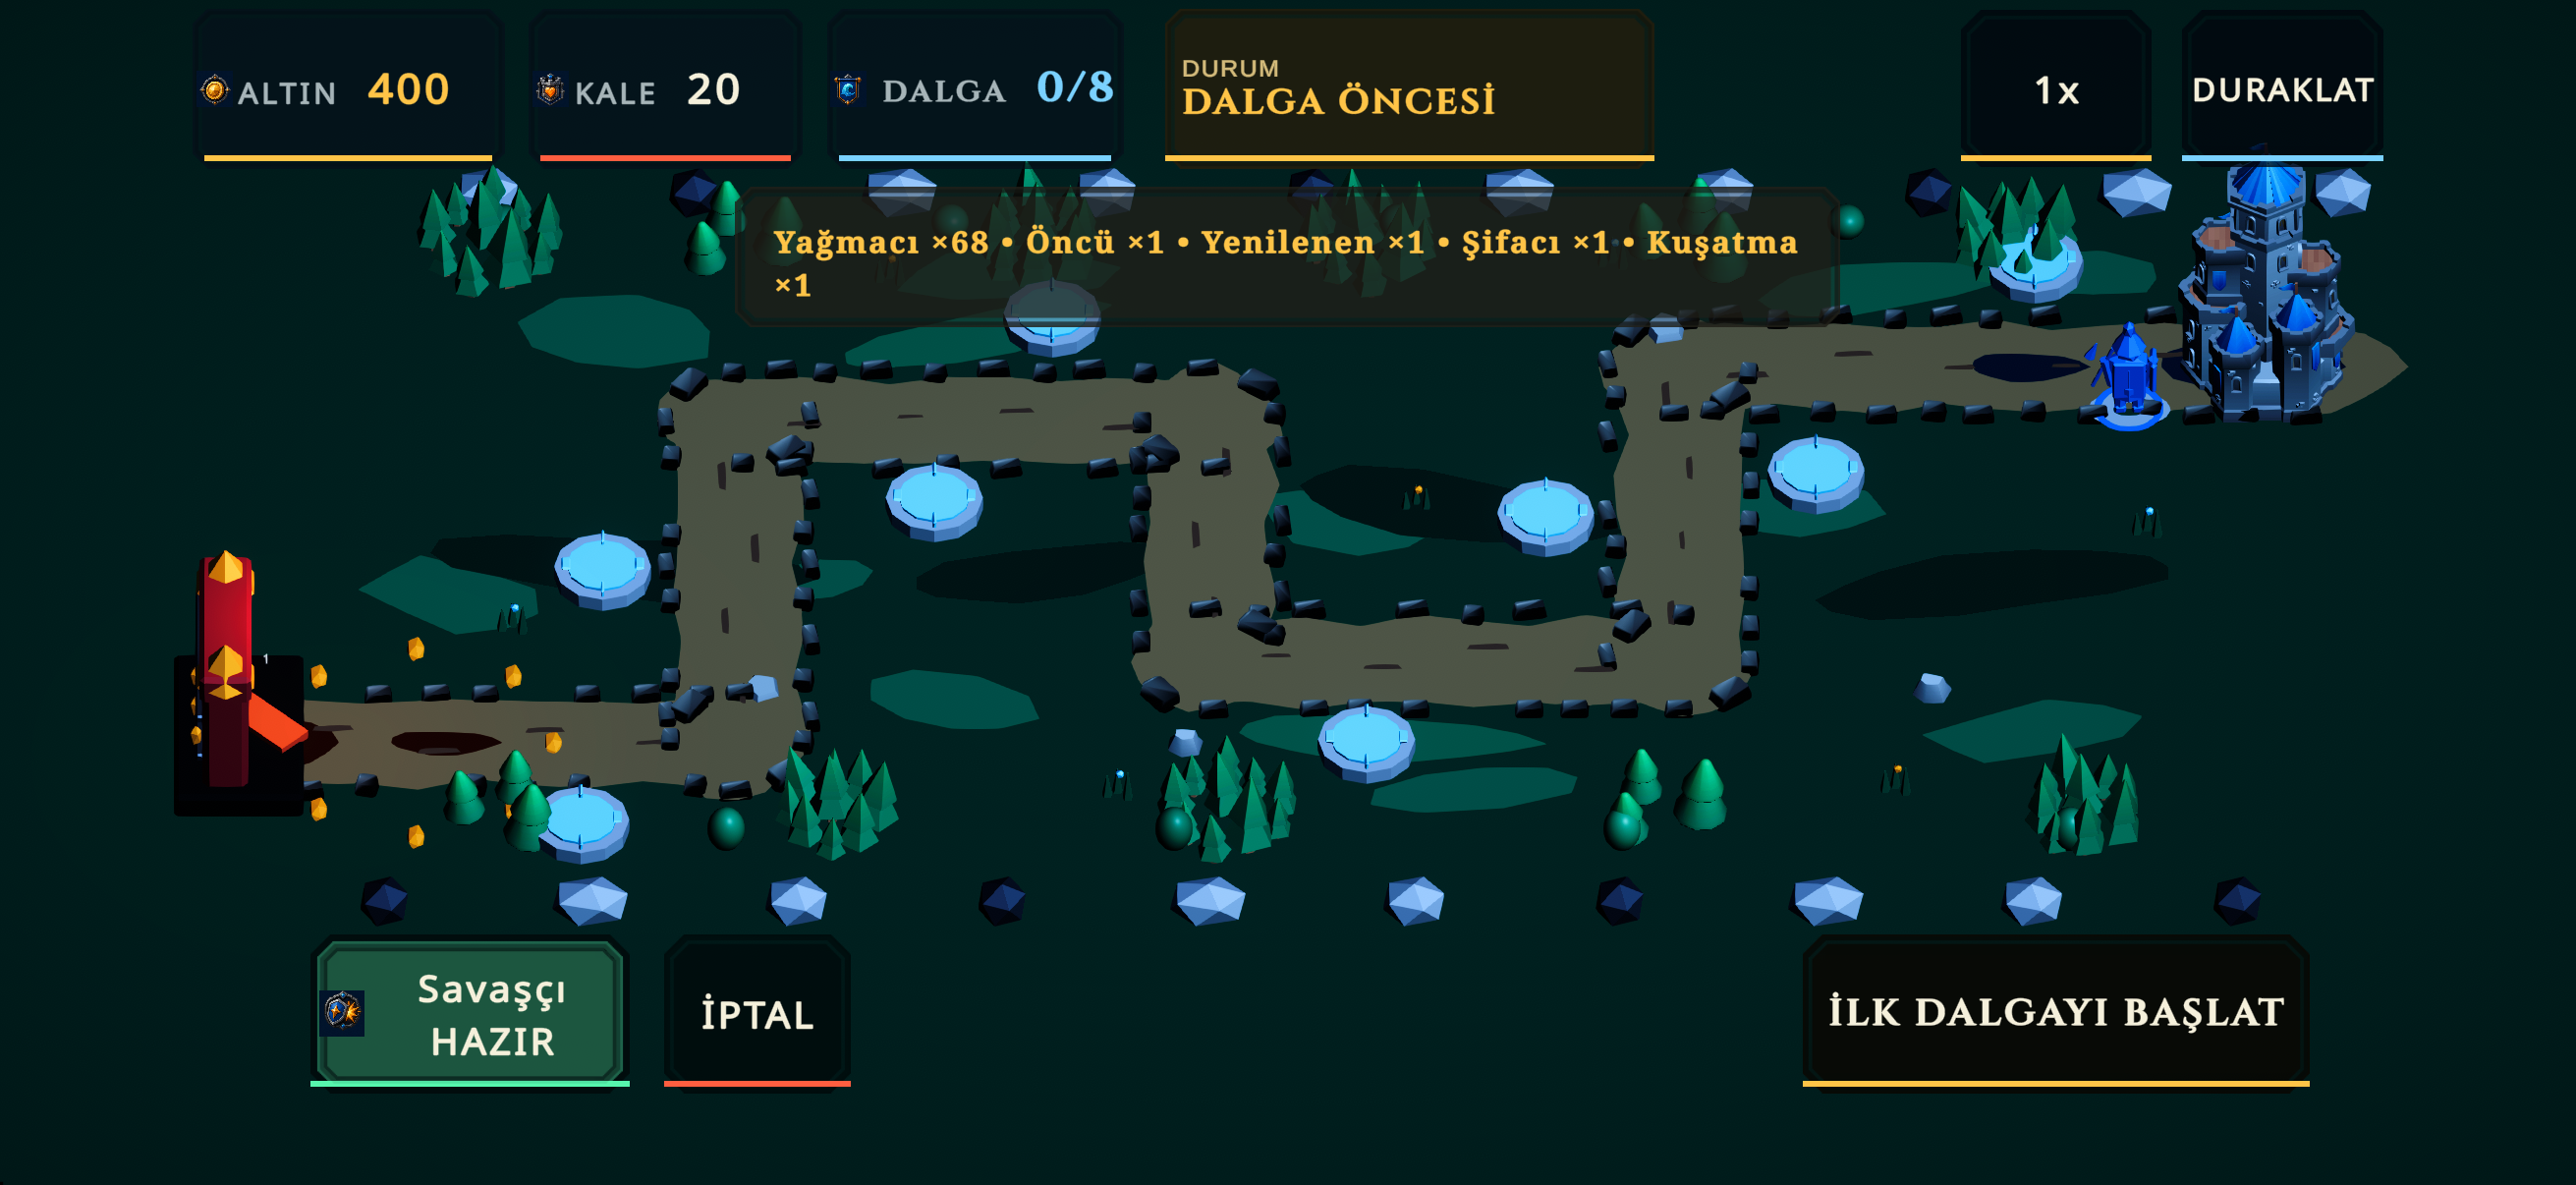 ALTIN 400
KALE 20
DALGA 0/8
DURUM
DALGA ÖNCESİ
1x
DURAKLAT
Yağmacı ×68 • Öncü ×1 • Yenilenen ×1 • Şifacı ×1 • Kuşatma
×1
1
Savaşçı
HAZIR
İPTAL
İLK DALGAYI BAŞLAT